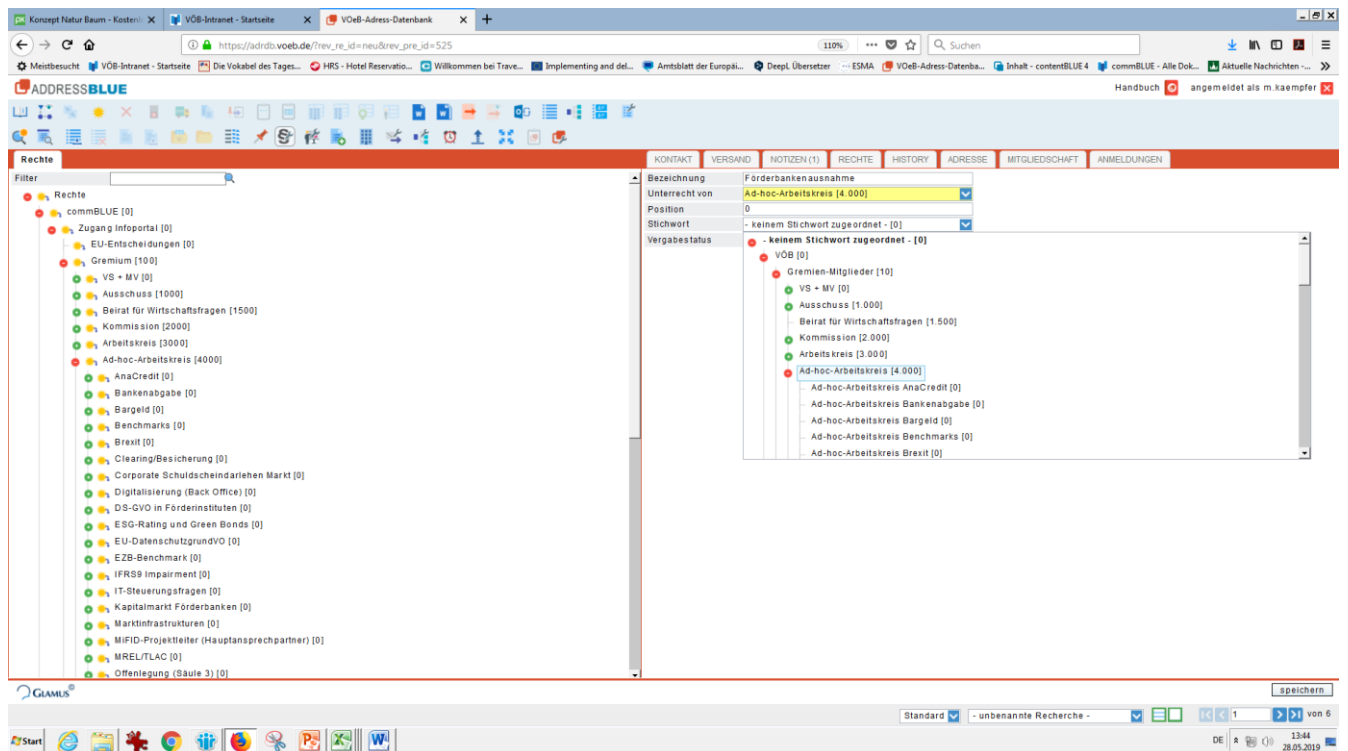 Konzept Natur Baum - Kostenl
VÖB-Intranet - Startseite
VOeB-Adress-Datenbank
https://adrdb.voeb.de/?rev_re_id=neu&rev_pre_id=525
110%
Suchen
Meistbesucht
VÖB-Intranet - Startseite
Die Vokabel des Tages...
HRS - Hotel Reservatio...
Willkommen bei Trave...
Implementing and del...
Amtsblatt der Europäi...
DeepL Übersetzer
ESMA
VOeB-Adress-Datenba...
Inhalt - contentBLUE 4
commBLUE - Alle Dok...
Aktuelle Nachrichten -...
ADDRESSBLUE
Handbuch
angemeldet als m.kaempfer
Rechte
KONTAKT
VERSAND
NOTIZEN (1)
RECHTE
HISTORY
ADRESSE
MITGLIEDSCHAFT
ANMELDUNGEN
Filter
Rechte
commBLUE [0]
Zugang Infoportal [0]
EU-Entscheidungen [0]
Gremium [100]
VS + MV [0]
Ausschuss [1000]
Beirat für Wirtschaftsfragen [1500]
Kommission [2000]
Arbeitskreis [3000]
Ad-hoc-Arbeitskreis [4000]
AnaCredit [0]
Bankenabgabe [0]
Bargeld [0]
Benchmarks [0]
Brexit [0]
Clearing/Besicherung [0]
Corporate Schuldscheindarlehen Markt [0]
Digitalisierung (Back Office) [0]
DS-GVO in Förderinstituten [0]
ESG-Rating und Green Bonds [0]
EU-DatenschutzgrundVO [0]
EZB-Benchmark [0]
IFRS9 Impairment [0]
IT-Steuerungsfragen [0]
Kapitalmarkt Förderbanken [0]
Marktinfrastrukturen [0]
MiFID-Projektleiter (Hauptansprechpartner) [0]
MREL/TLAC [0]
Offenlegung (Säule 3) [0]
Bezeichnung Förderbankenausnahme
Unterrecht von Ad-hoc-Arbeitskreis [4.000]
Position 0
Stichwort - keinem Stichwort zugeordnet - [0]
Vergabestatus
- keinem Stichwort zugeordnet - [0]
VÖB [0]
Gremien-Mitglieder [10]
VS + MV [0]
Ausschuss [1.000]
Beirat für Wirtschaftsfragen [1.500]
Kommission [2.000]
Arbeitskreis [3.000]
Ad-hoc-Arbeitskreis [4.000]
Ad-hoc-Arbeitskreis AnaCredit [0]
Ad-hoc-Arbeitskreis Bankenabgabe [0]
Ad-hoc-Arbeitskreis Bargeld [0]
Ad-hoc-Arbeitskreis Benchmarks [0]
Ad-hoc-Arbeitskreis Brexit [0]
GLAMUS®
speichern
Standard
- unbenannte Recherche -
1
von 6
Start
DE
13:44
28.05.2019